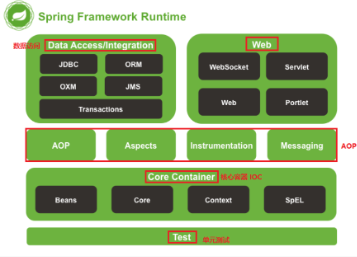 Spring Framework Runtime
数据访问 Data Access/Integration
Web
JDBC ORM
WebSocket Servlet
OXM JMS
Web Portlet
Transactions
AOP Aspects Instrumentation Messaging AOP
Core Container 核心容器 IOC
Beans Core Context SpEL
Test 单元测试